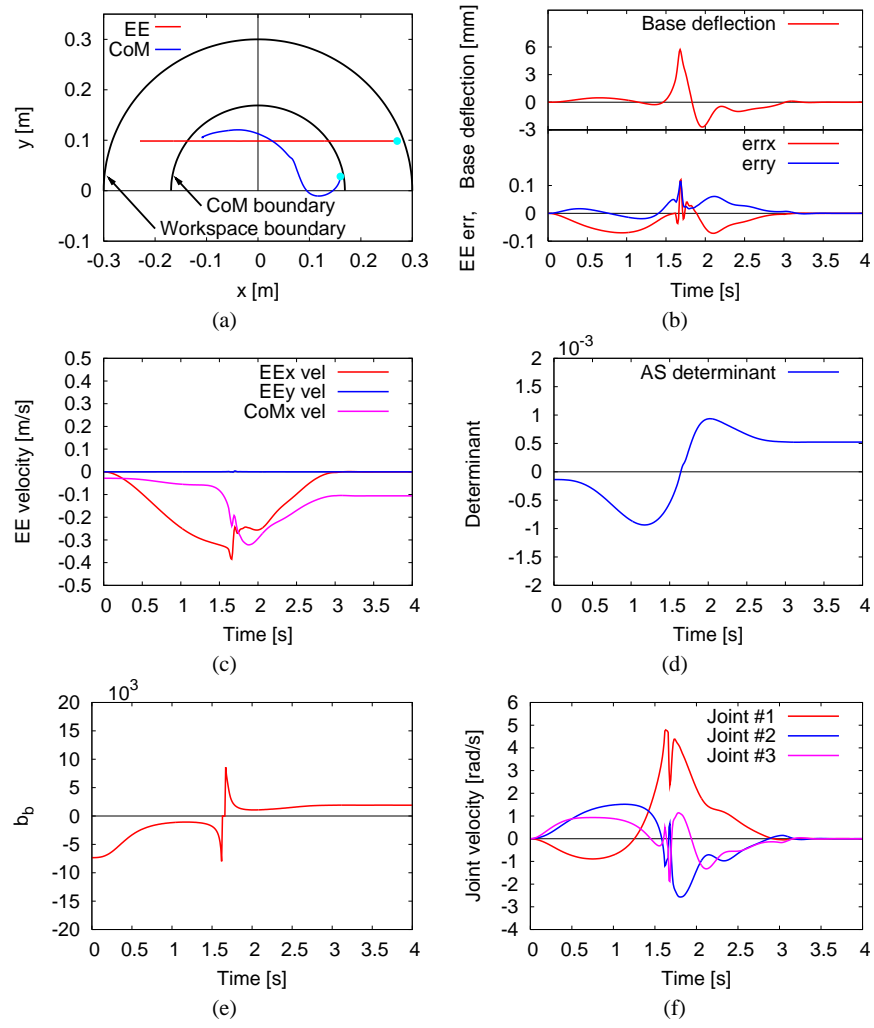 EE
CoM
y [m]
0.3
0.2
0.1
0
-0.1
CoM boundary
Workspace boundary
-0.3 -0.2 -0.1 0 0.1 0.2 0.3
x [m]
(a)
EE err, Base deflection [mm]
Base deflection
6
3
0
-3
errx
erry
0.1
0
-0.1
0 0.5 1 1.5 2 2.5 3 3.5 4
Time [s]
(b)
EE velocity [m/s]
0.5
0.4
0.3
0.2
0.1
0
-0.1
-0.2
-0.3
-0.4
-0.5
EEx vel
EEy vel
CoMx vel
0 0.5 1 1.5 2 2.5 3 3.5 4
Time [s]
(c)
10^-3
Determinant
2
1.5
1
0.5
0
-0.5
-1
-1.5
-2
AS determinant
0 0.5 1 1.5 2 2.5 3 3.5 4
Time [s]
(d)
10^3
b_b
20
15
10
5
0
-5
-10
-15
-20
0 0.5 1 1.5 2 2.5 3 3.5 4
Time [s]
(e)
Joint velocity [rad/s]
6
5
4
3
2
1
0
-1
-2
-3
-4
Joint #1
Joint #2
Joint #3
0 0.5 1 1.5 2 2.5 3 3.5 4
Time [s]
(f)